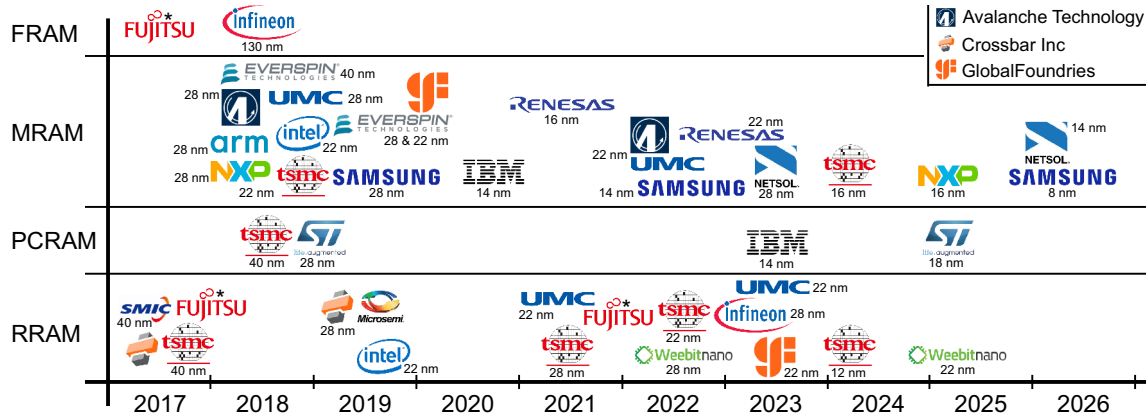 FRAM
FUJITSU*
infineon
130 nm
Avalanche Technology
Crossbar Inc
GlobalFoundries
MRAM
EVERSPIN TECHNOLOGIES 40 nm
28 nm
UMC 28 nm
arm
28 nm
intel
22 nm
EVERSPIN TECHNOLOGIES
28 & 22 nm
GF
28 nm NXP
22 nm tsmc
SAMSUNG
28 nm
IBM
14 nm
RENESAS
16 nm
22 nm
RENESAS
22 nm
UMC
14 nm SAMSUNG
NETSOL.
28 nm
tsmc
16 nm
NXP
16 nm
14 nm
NETSOL.
SAMSUNG
8 nm
PCRAM
tsmc
40 nm
ST
life.augmented
28 nm
IBM
14 nm
ST
life.augmented
18 nm
RRAM
SMIC
40 nm
FUJITSU*
tsmc
40 nm
28 nm
Microsemi
intel
22 nm
UMC
22 nm
FUJITSU*
tsmc
28 nm
tsmc
22 nm
Weebitnano
28 nm
UMC 22 nm
infineon 28 nm
GF
22 nm
tsmc
12 nm
Weebitnano
22 nm
2017 2018 2019 2020 2021 2022 2023 2024 2025 2026